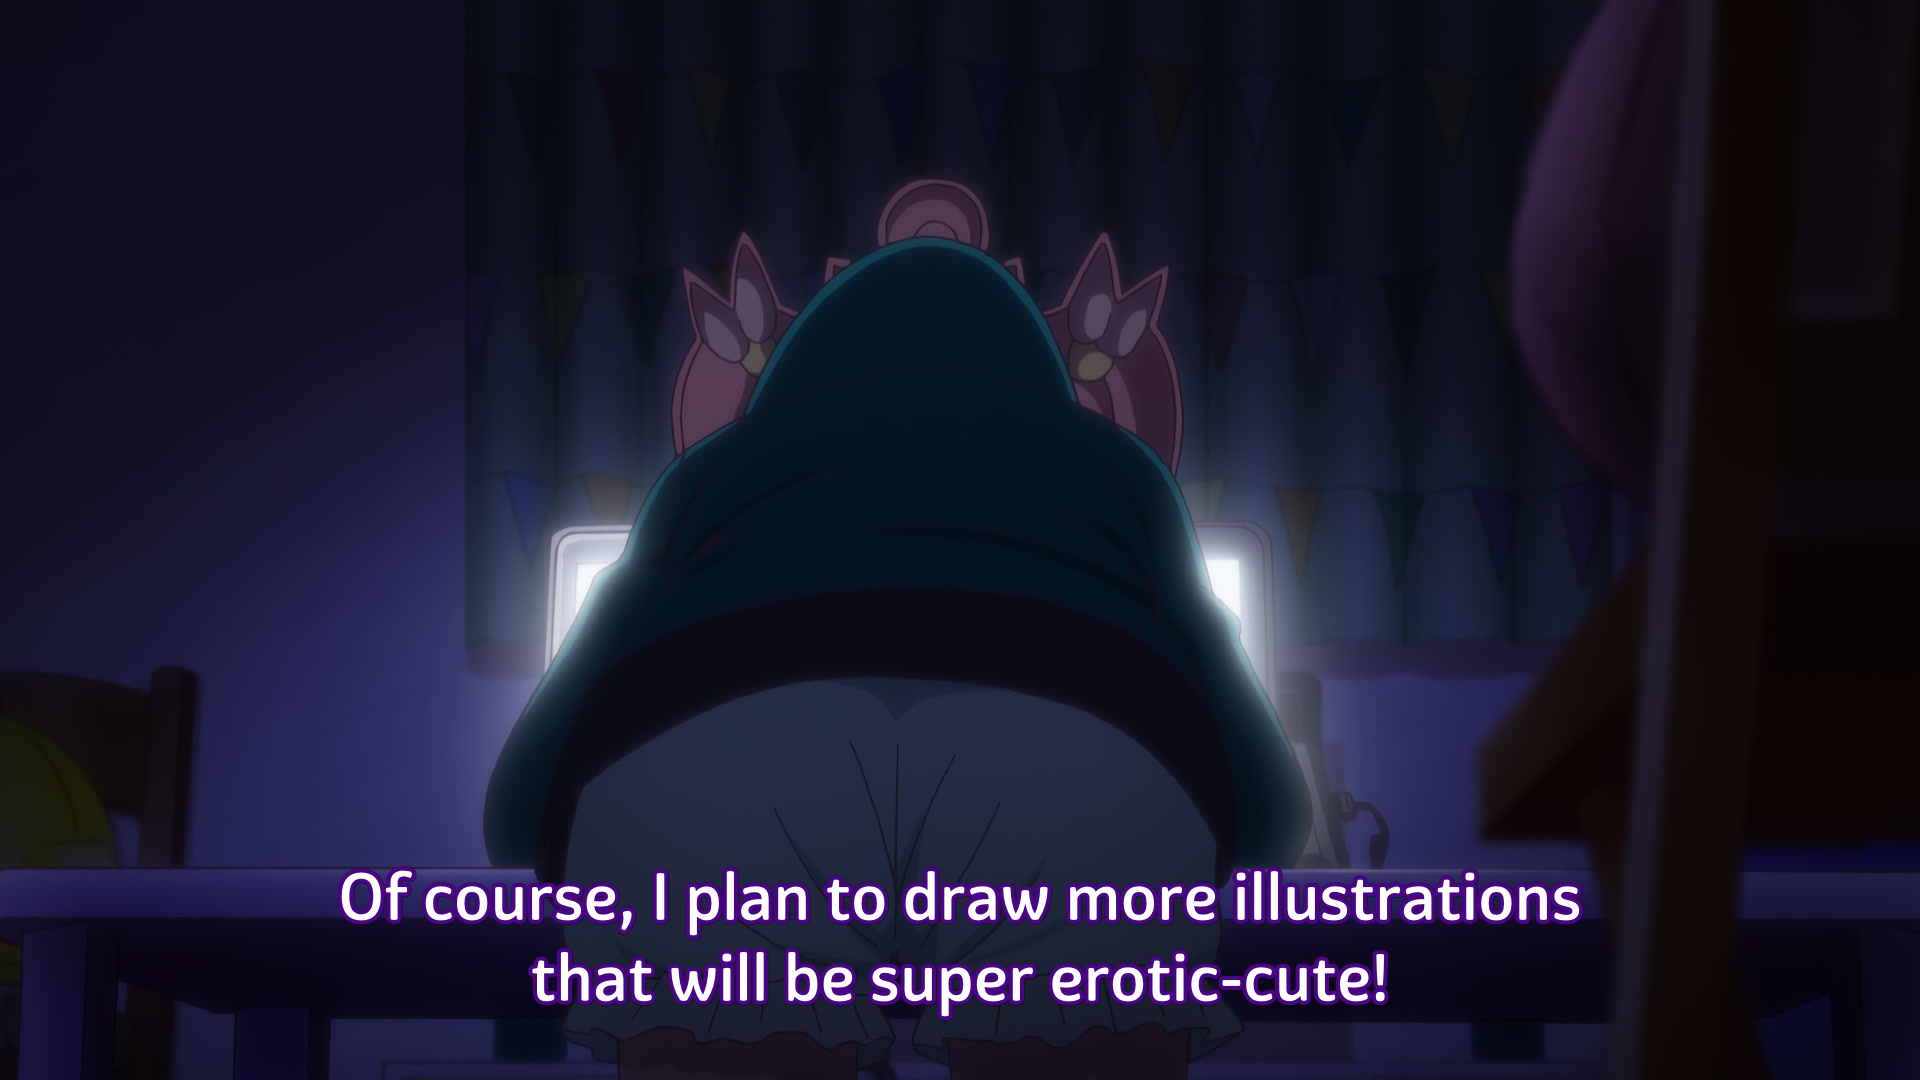 Of course, I plan to draw more illustrations
that will be super erotic-cute!